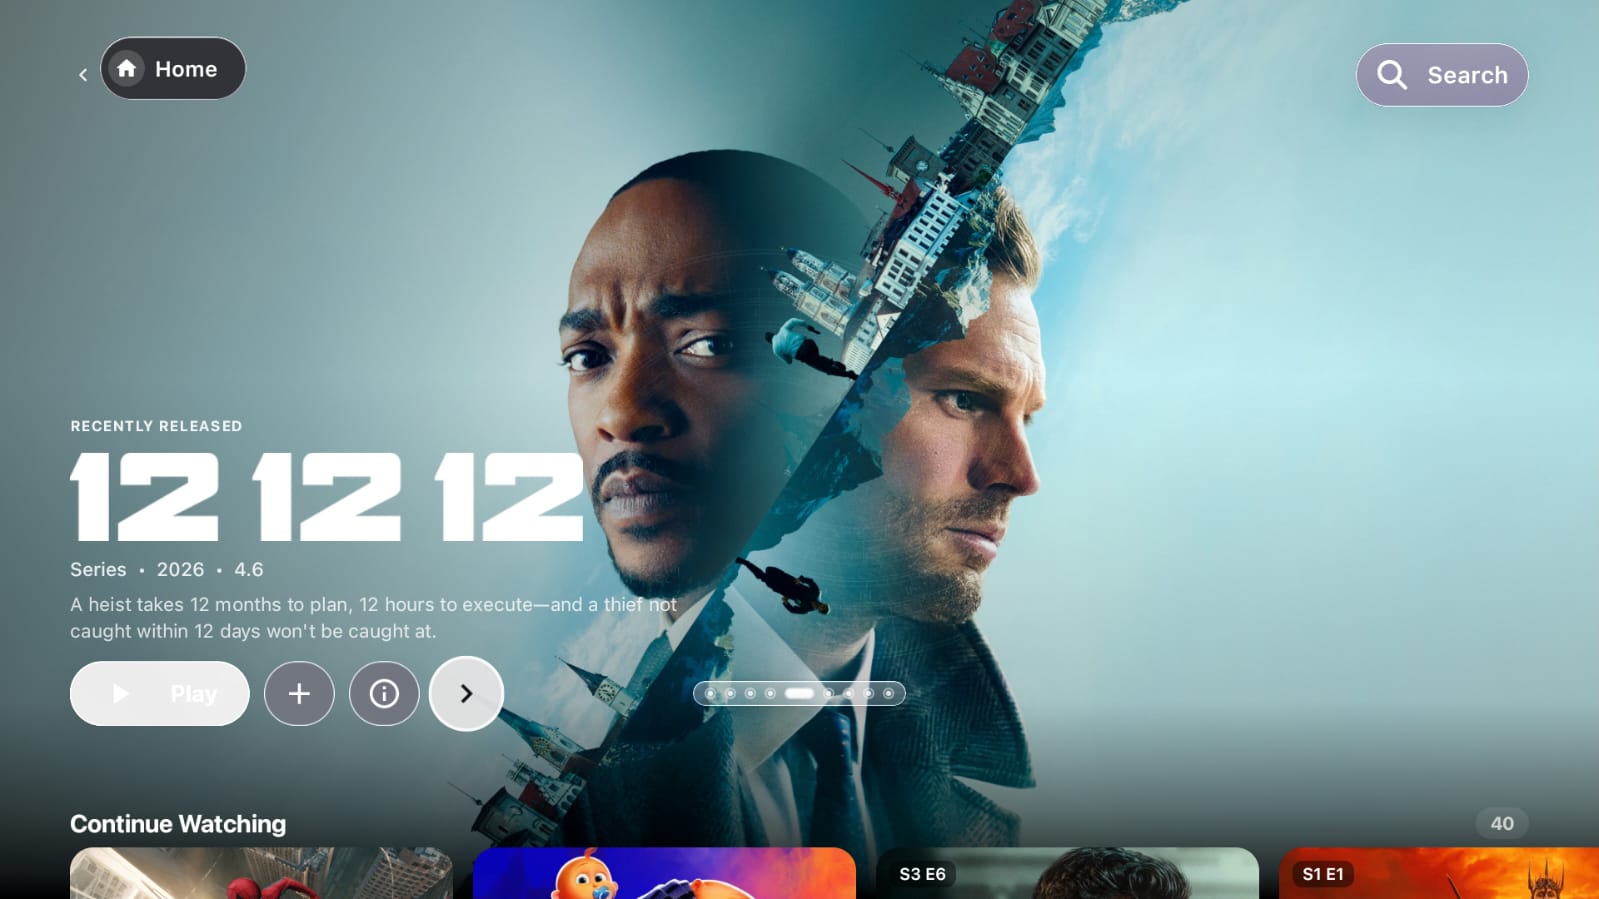 Home
Search
RECENTLY RELEASED
12 12 12
Series • 2026 • 4.6
A heist takes 12 months to plan, 12 hours to execute—and a thief not
caught within 12 days won't be caught at.
Play
Continue Watching
40
S3 E6
S1 E1